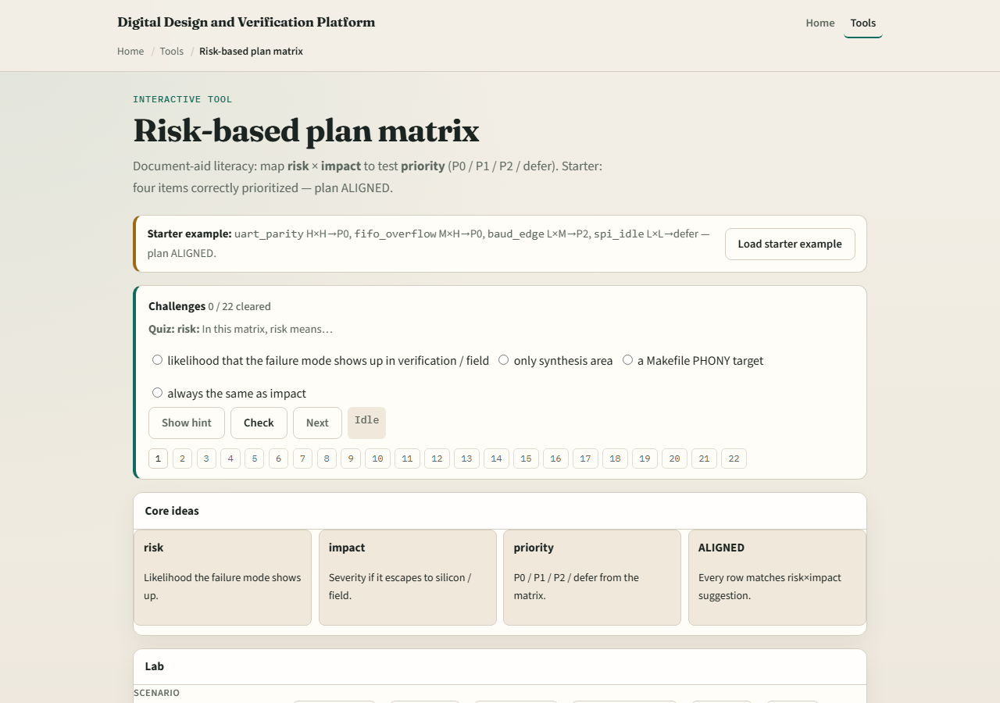 Digital Design and Verification Platform
Home Tools
Home / Tools / Risk-based plan matrix
INTERACTIVE TOOL
Risk-based plan matrix
Document-aid literacy: map risk × impact to test priority (P0 / P1 / P2 / defer). Starter:
four items correctly prioritized — plan ALIGNED.
Starter example: uart_parity H×H→P0, fifo_overflow M×H→P0, baud_edge L×M→P2, spi_idle L×L→defer —
plan ALIGNED.
Load starter example
Challenges 0 / 22 cleared
Quiz: risk: In this matrix, risk means…
likelihood that the failure mode shows up in verification / field only synthesis area a Makefile PHONY target
always the same as impact
Show hint Check Next Idle
1 2 3 4 5 6 7 8 9 10 11 12 13 14 15 16 17 18 19 20 21 22
Core ideas
risk
Likelihood the failure mode shows
up.
impact
Severity if it escapes to silicon /
field.
priority
P0 / P1 / P2 / defer from the
matrix.
ALIGNED
Every row matches risk×impact
suggestion.
Lab
SCENARIO